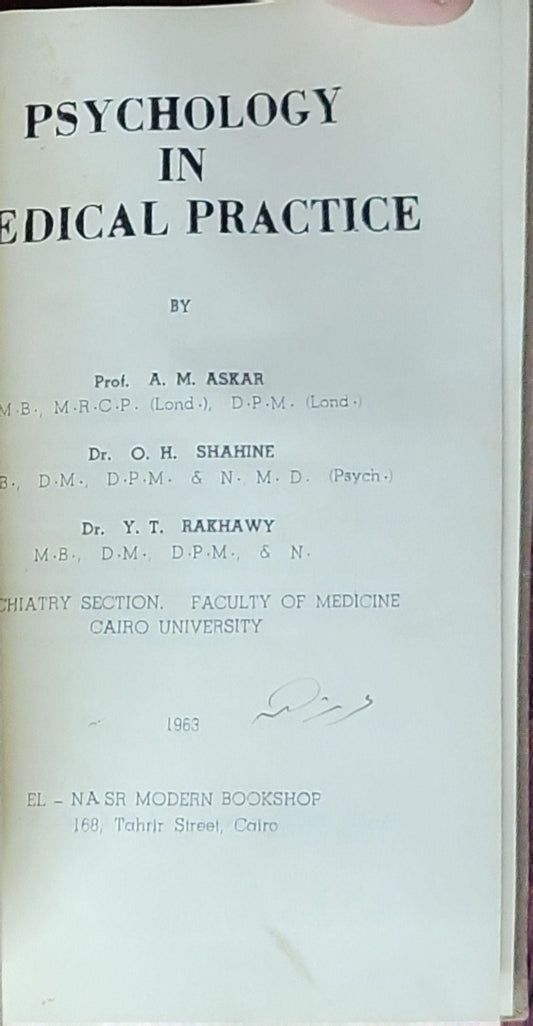 PSYCHOLOGY
IN
EDICAL PRACTICE
BY
Prof. A. M. ASKAR
M.B., M.R.C.P. (Lond.), D.P.M. (Lond.)
Dr. O. H. SHAHINE
B., D.M., D.P.M. & N. M. D. (Psych.)
Dr. Y. T. RAKHAWY
M.B., D.M., D.P.M., & N.
CHIATRY SECTION. FACULTY OF MEDICINE
CAIRO UNIVERSITY
1963
EL - NASR MODERN BOOKSHOP
168, Tahrir Street, Cairo